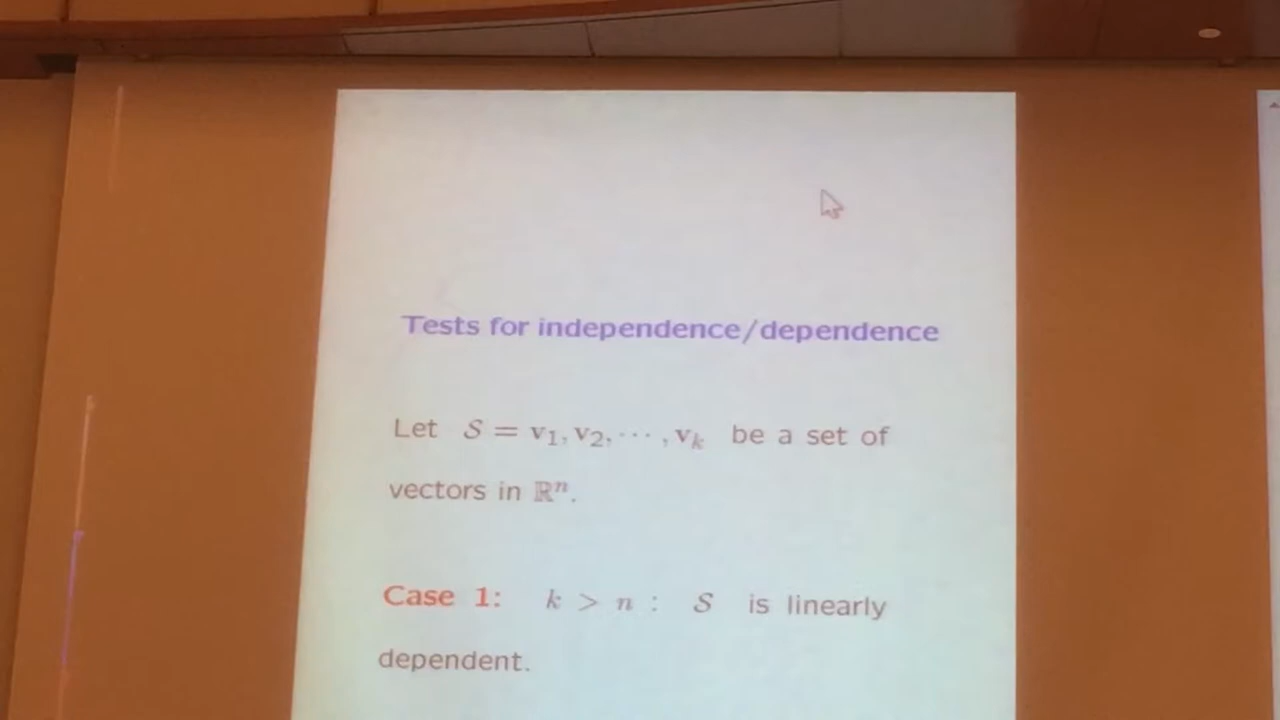 Tests for independence/dependence
Let 𝒮 = v₁, v₂, ⋯ , vₖ be a set of
vectors in ℝⁿ.
Case 1: k > n : 𝒮 is linearly
dependent.